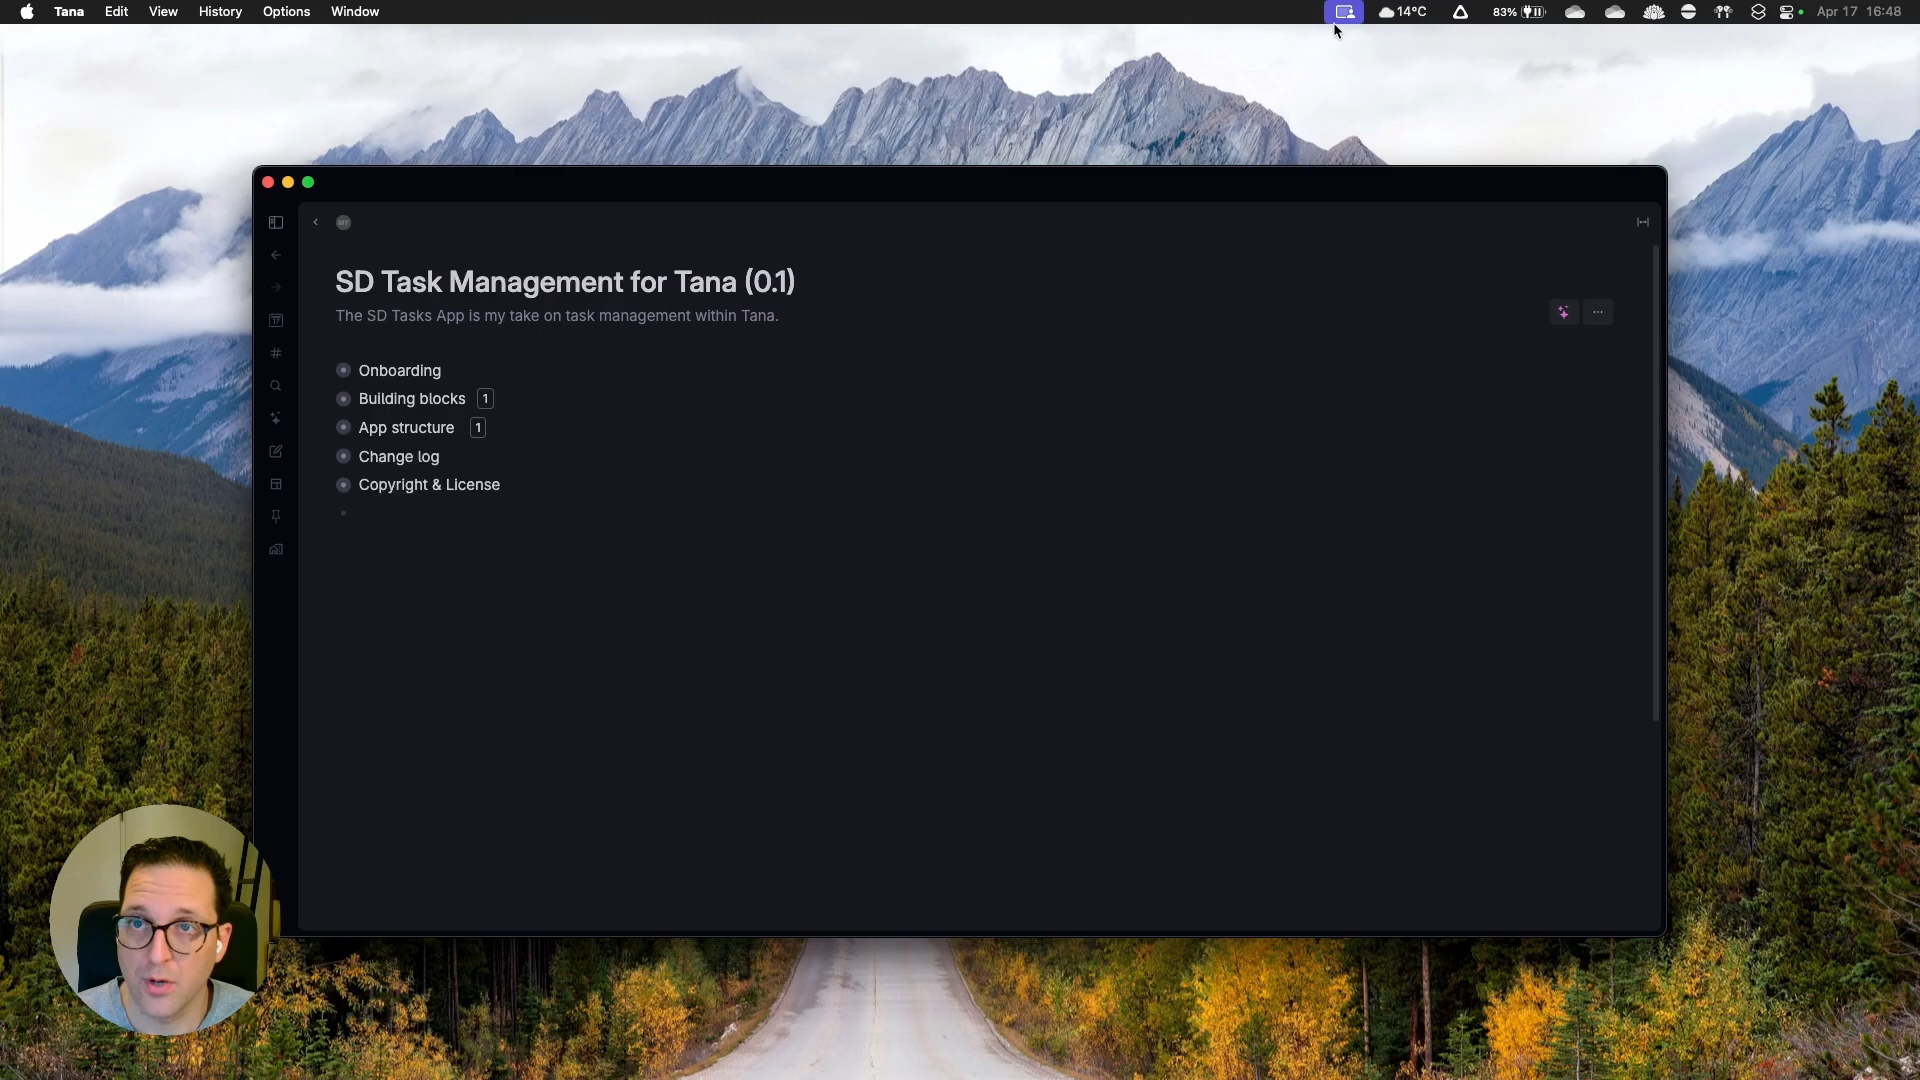 Tana Edit View History Options Window 14°C 83% Apr 17 16:48
SD Task Management for Tana (0.1)
The SD Tasks App is my take on task management within Tana.
Onboarding
Building blocks 1
App structure 1
Change log
Copyright & License